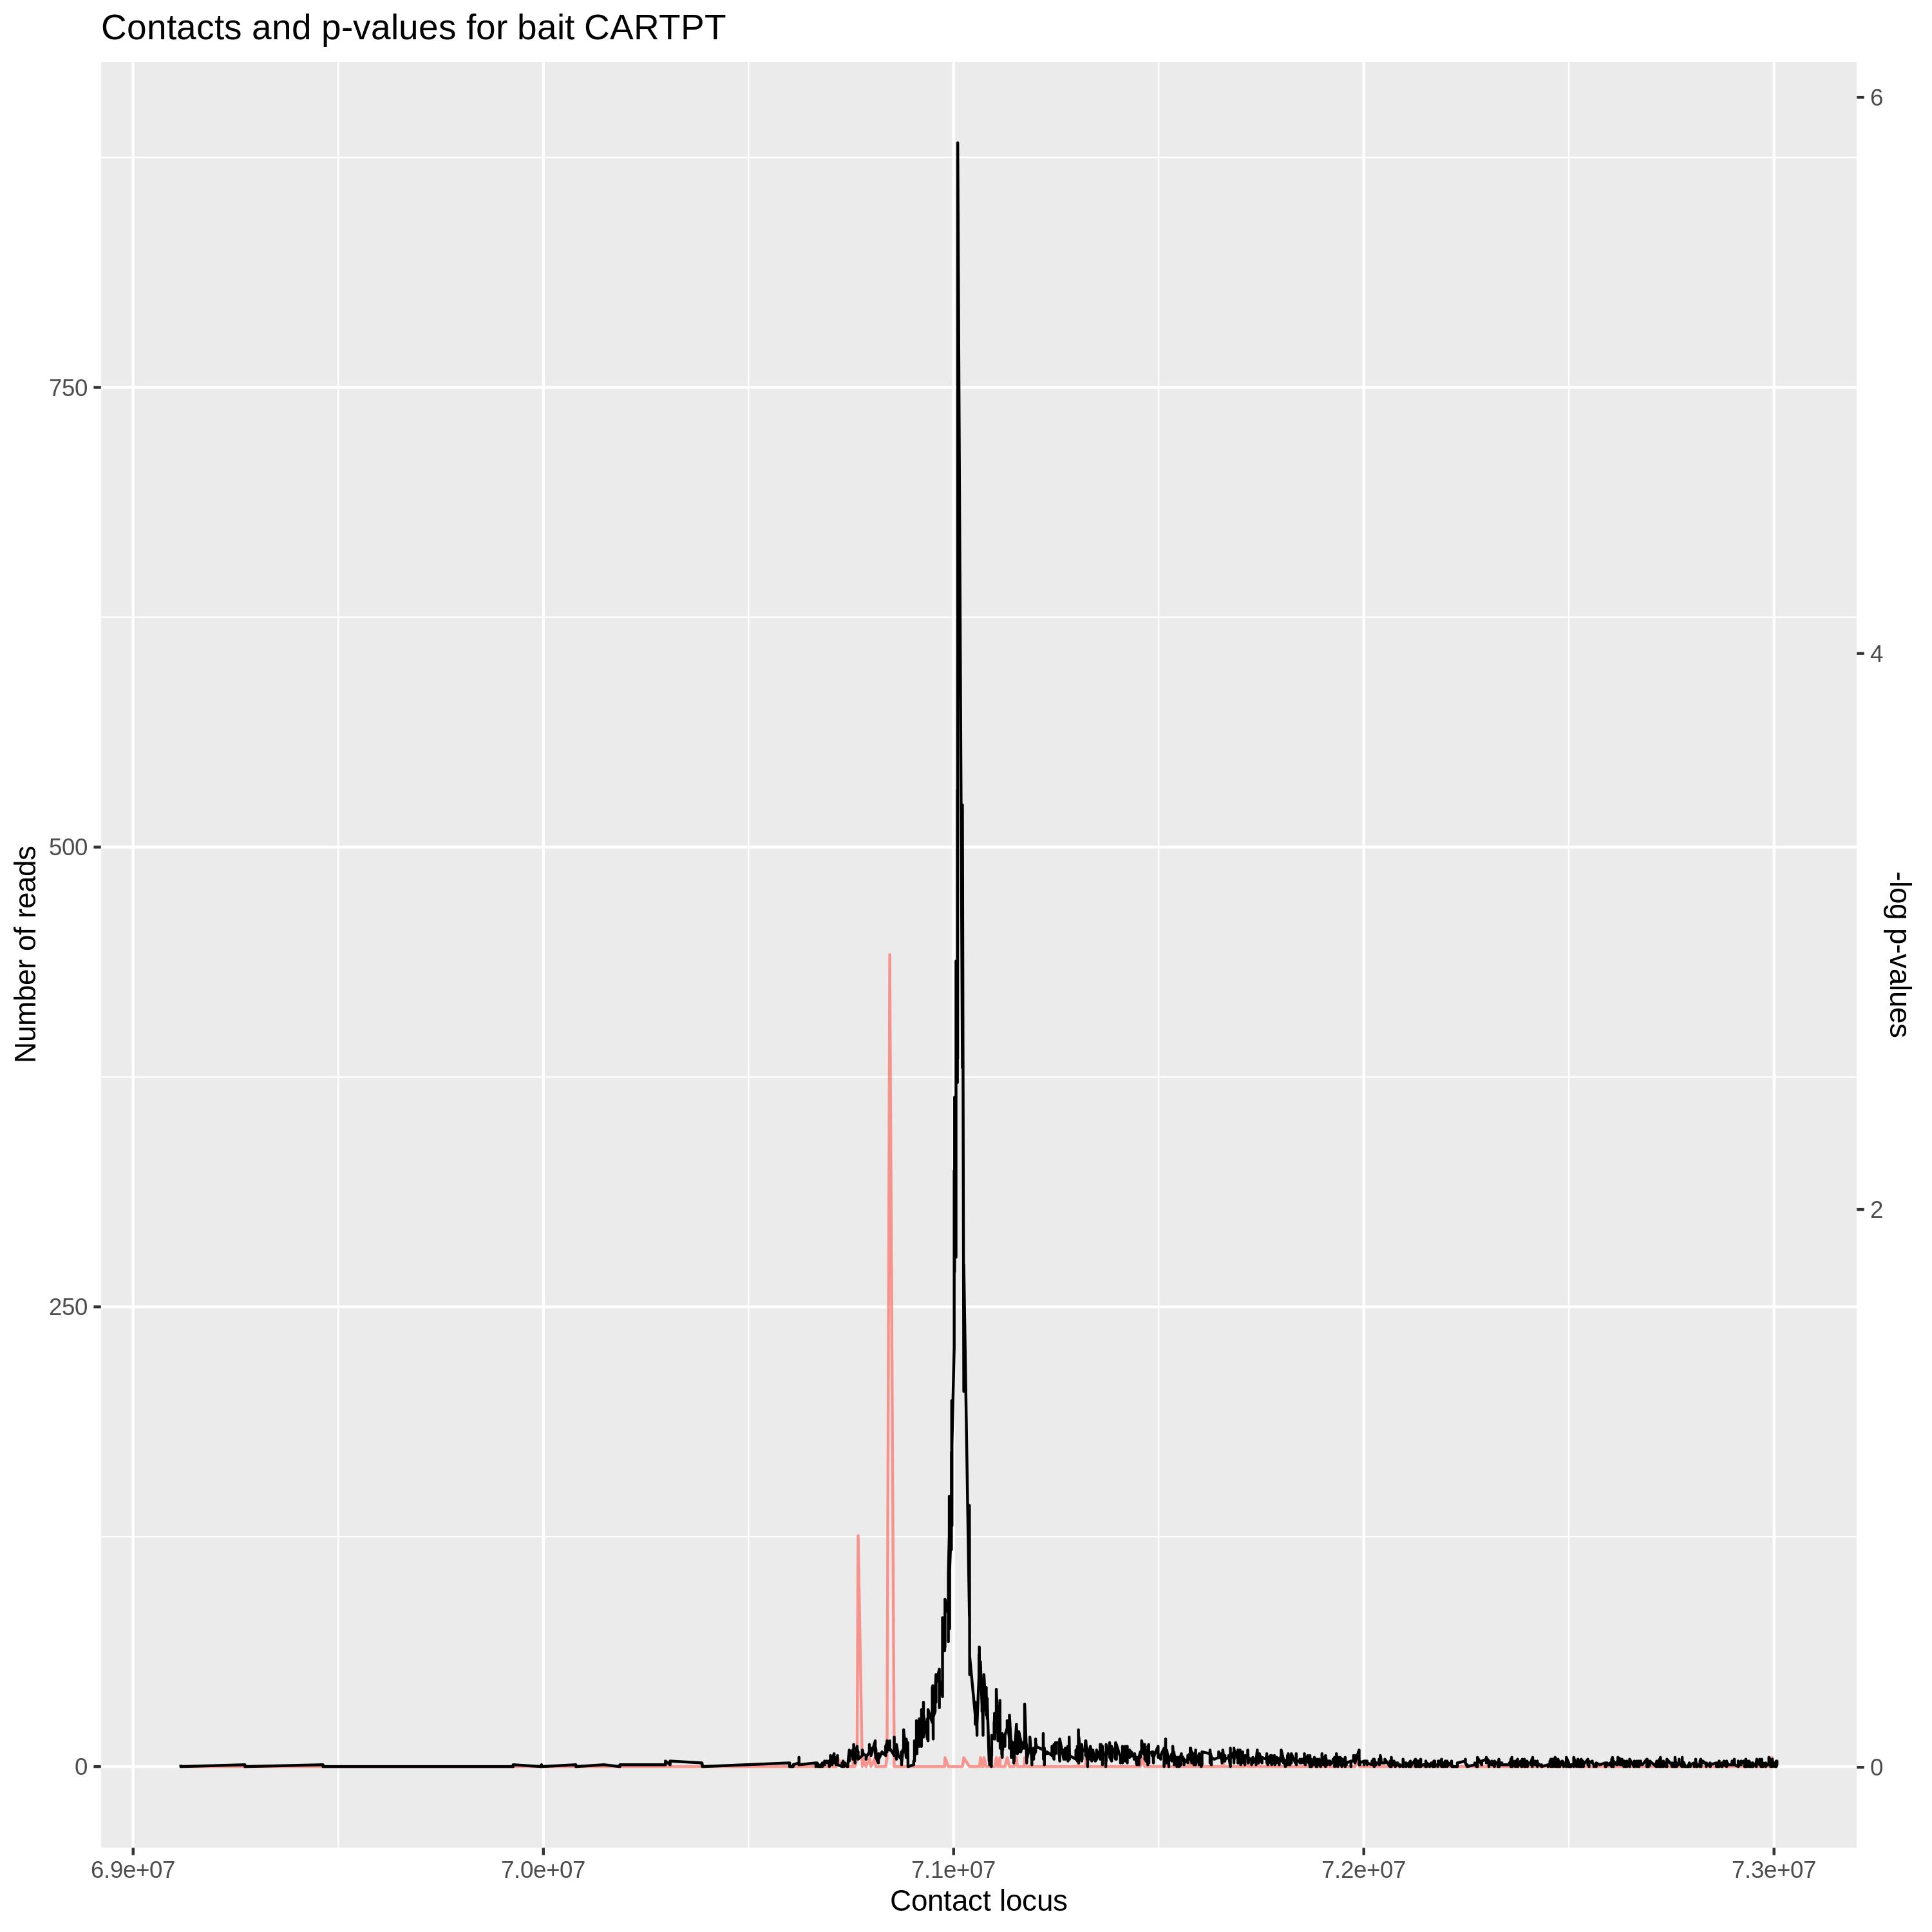 Contacts and p-values for bait CARTPT
6
750
4
500
Number of reads
-log p-values
2
250
0
0
6.9e+07 7.0e+07 7.1e+07 7.2e+07 7.3e+07
Contact locus